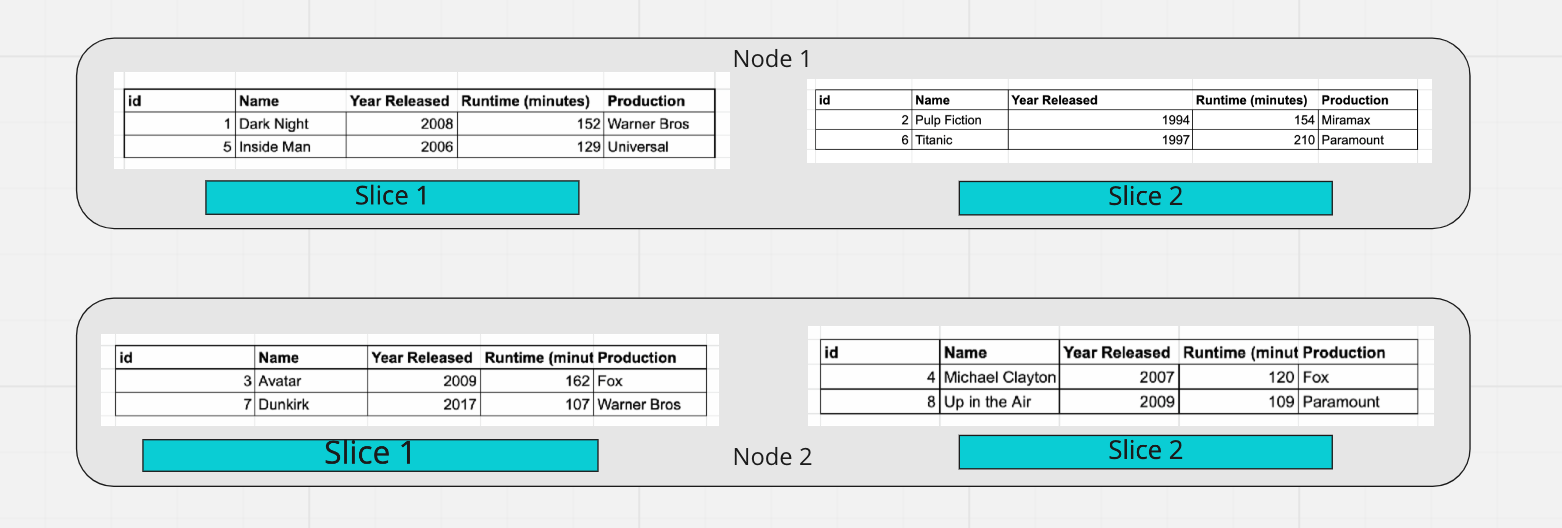 Node 1
id Name Year Released Runtime (minutes) Production
1 Dark Night 2008 152 Warner Bros
5 Inside Man 2006 129 Universal
Slice 1
id Name Year Released Runtime (minutes) Production
2 Pulp Fiction 1994 154 Miramax
6 Titanic 1997 210 Paramount
Slice 2
id Name Year Released Runtime (minut Production
3 Avatar 2009 162 Fox
7 Dunkirk 2017 107 Warner Bros
Slice 1
id Name Year Released Runtime (minut Production
4 Michael Clayton 2007 120 Fox
8 Up in the Air 2009 109 Paramount
Slice 2
Node 2